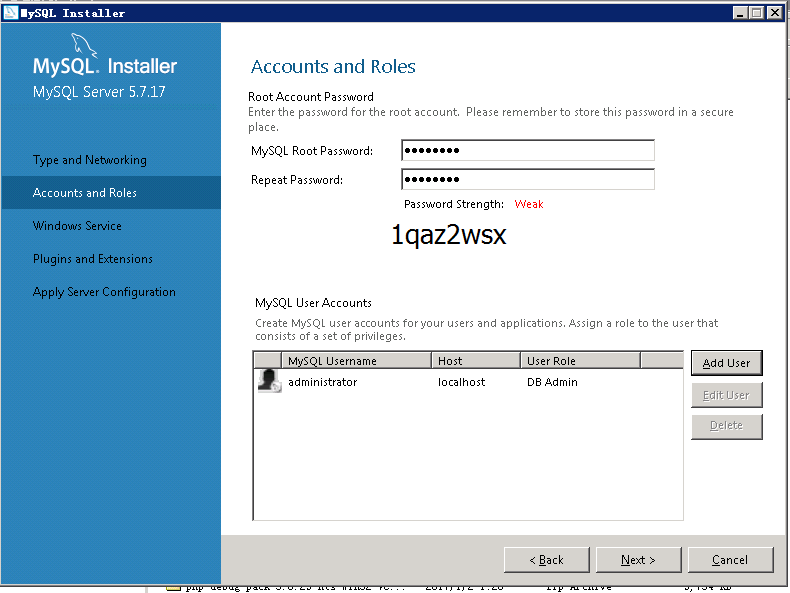 MySQL Installer
MySQL. Installer
MySQL Server 5.7.17
Type and Networking
Accounts and Roles
Windows Service
Plugins and Extensions
Apply Server Configuration
Accounts and Roles
Root Account Password
Enter the password for the root account. Please remember to store this password in a secure
place.
MySQL Root Password: ●●●●●●●●
Repeat Password: ●●●●●●●●
Password Strength: Weak
1qaz2wsx
MySQL User Accounts
Create MySQL user accounts for your users and applications. Assign a role to the user that
consists of a set of privileges.
MySQL Username Host User Role
administrator localhost DB Admin
Add User
Edit User
Delete
< Back Next > Cancel